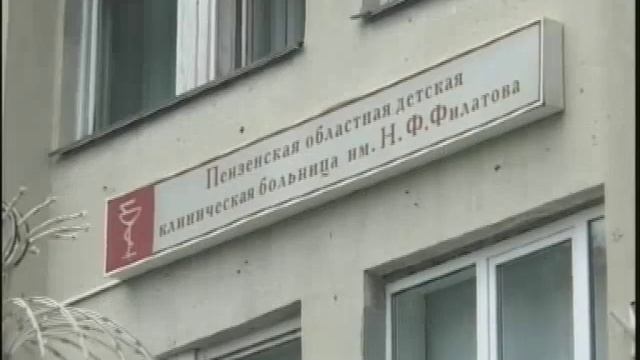 Пензенская областная детская
клиническая больница им. Н.Ф.Филатова